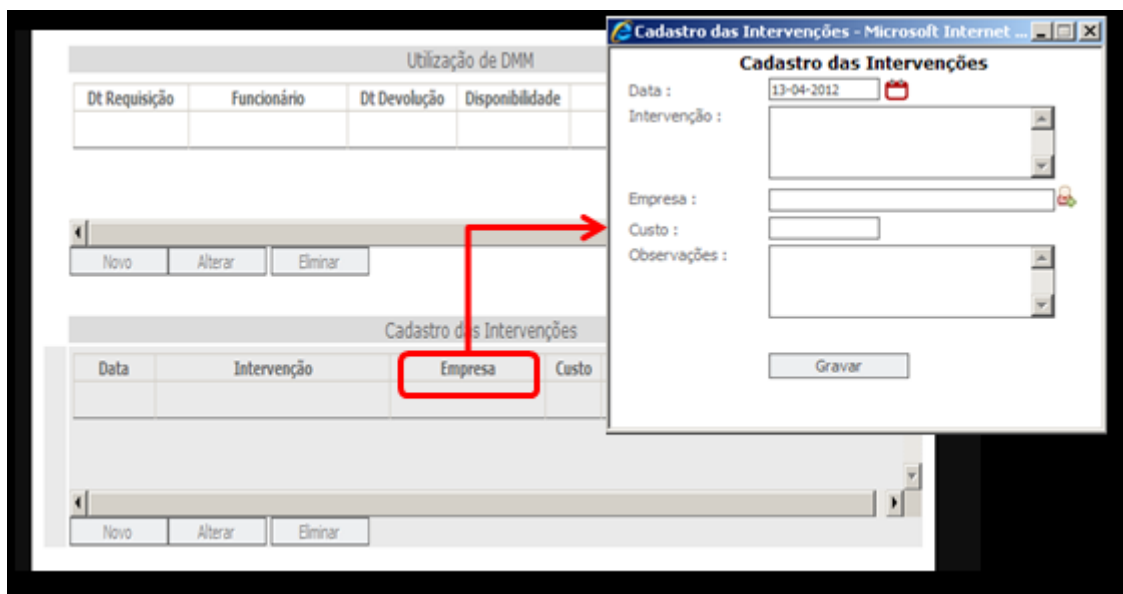 Utilização de DMM
Dt Requisição Funcionário Dt Devolução Disponibilidade
Novo Alterar Eliminar
Cadastro das Intervenções
Data Intervenção Empresa Custo
Novo Alterar Eliminar
Cadastro das Intervenções - Microsoft Internet ...
Cadastro das Intervenções
Data : 13-04-2012
Intervenção :
Empresa :
Custo :
Observações :
Gravar